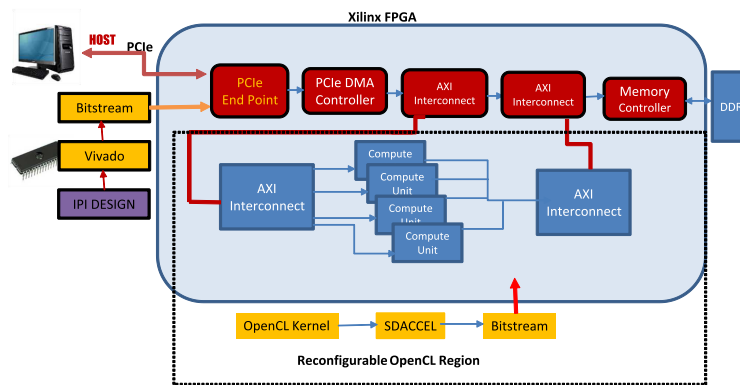 Xilinx FPGA
HOST
PCIe
PCIe
End Point
PCIe DMA
Controller
AXI
Interconnect
AXI
Interconnect
Memory
Controller
DDR
Bitstream
Vivado
IPI DESIGN
AXI
Interconnect
Compute
Compute
Unit
Compute
Unit
Compute
Unit
AXI
Interconnect
OpenCL Kernel
SDACCEL
Bitstream
Reconfigurable OpenCL Region